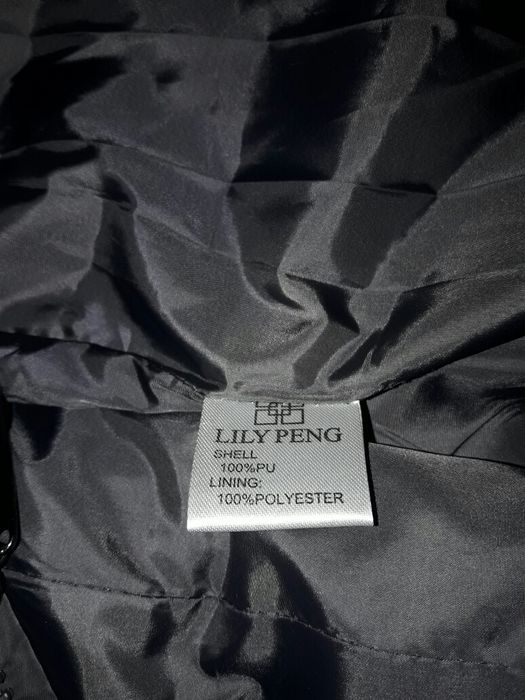 LILY PENG
SHELL
100%PU
LINING:
100%POLYESTER